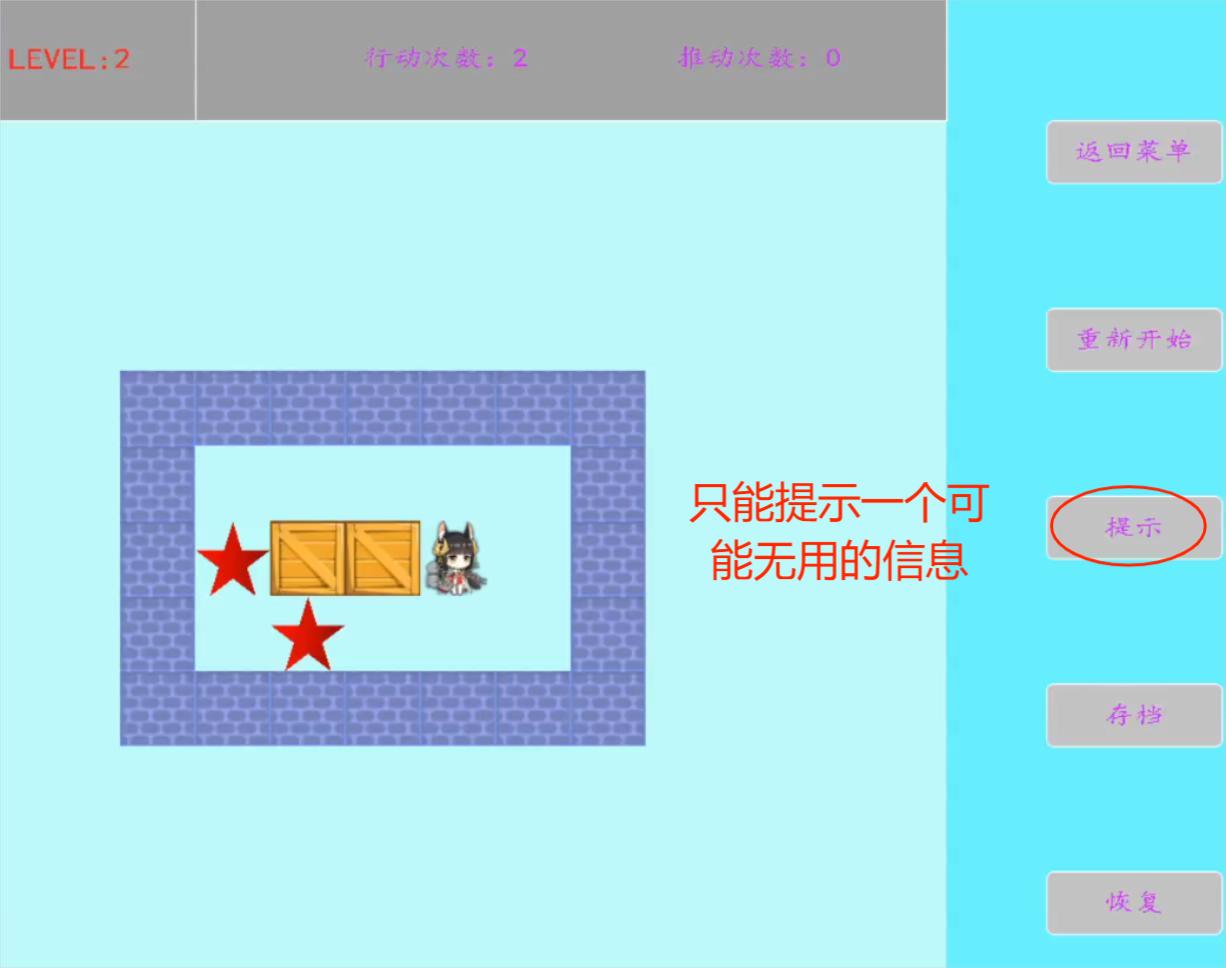 LEVEL:2
行动次数：2
推动次数：0
返回菜单
重新开始
只能提示一个可
能无用的信息
提示
存档
恢复